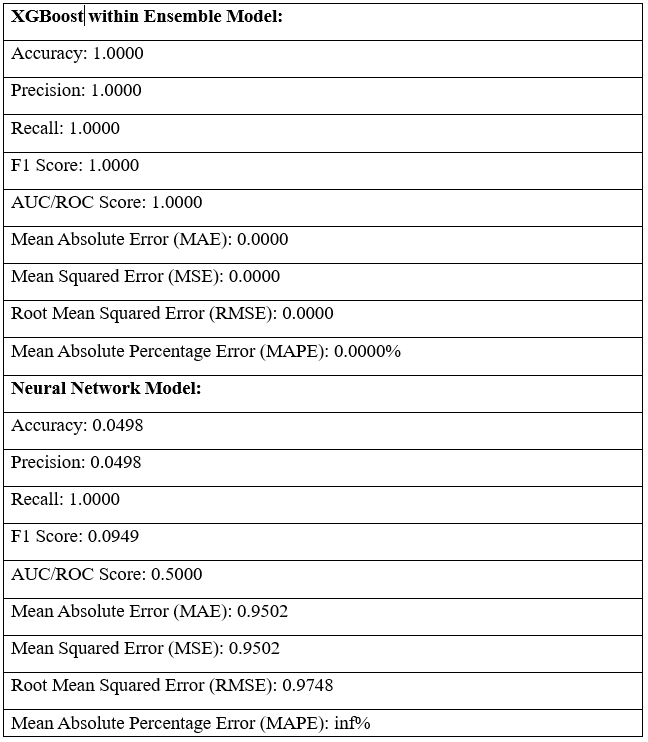 XGBoost within Ensemble Model:
Accuracy: 1.0000
Precision: 1.0000
Recall: 1.0000
F1 Score: 1.0000
AUC/ROC Score: 1.0000
Mean Absolute Error (MAE): 0.0000
Mean Squared Error (MSE): 0.0000
Root Mean Squared Error (RMSE): 0.0000
Mean Absolute Percentage Error (MAPE): 0.0000%
Neural Network Model:
Accuracy: 0.0498
Precision: 0.0498
Recall: 1.0000
F1 Score: 0.0949
AUC/ROC Score: 0.5000
Mean Absolute Error (MAE): 0.9502
Mean Squared Error (MSE): 0.9502
Root Mean Squared Error (RMSE): 0.9748
Mean Absolute Percentage Error (MAPE): inf%